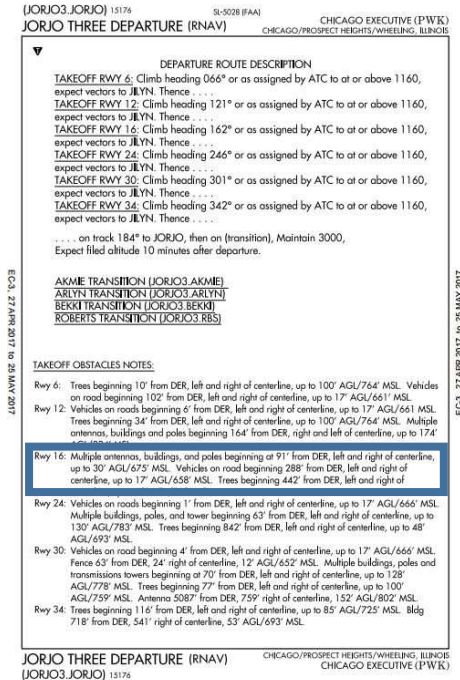 (JORJO3.JORJO) 15176
SL-5028 (FAA)
CHICAGO EXECUTIVE (PWK)
JORJO THREE DEPARTURE (RNAV)
CHICAGO/PROSPECT HEIGHTS/WHEELING, ILLINOIS
T
DEPARTURE ROUTE DESCRIPTION
TAKEOFF RWY 6: Climb heading 066° or as assigned by ATC to at or above 1160,
expect vectors to JILYN. Thence . . . .
TAKEOFF RWY 12: Climb heading 121° or as assigned by ATC to at or above 1160,
expect vectors to JILYN. Thence . . . .
TAKEOFF RWY 16: Climb heading 162° or as assigned by ATC to at or above 1160,
expect vectors to JILYN. Thence . . . .
TAKEOFF RWY 24: Climb heading 246° or as assigned by ATC to at or above 1160,
expect vectors to JILYN. Thence . . . .
TAKEOFF RWY 30: Climb heading 301° or as assigned by ATC to at or above 1160,
expect vectors to JILYN. Thence . . . .
TAKEOFF RWY 34: Climb heading 342° or as assigned by ATC to at or above 1160,
expect vectors to JILYN. Thence . . . .
. . . . on track 184° to JORJO, then on (transition), Maintain 3000,
Expect filed altitude 10 minutes after departure.
AKMIE TRANSITION (JORJO3.AKMIE)
ARLYN TRANSITION (JORJO3.ARLYN)
BEKKI TRANSITION (JORJO3.BEKKI)
ROBERTS TRANSITION (JORJO3.RBS)
EC-3, 27 APR 2017 to 25 MAY 2017
EC-3, 27 APR 2017 to 25 MAY 2017
TAKEOFF OBSTACLES NOTES:
Rwy 6: Trees beginning 10' from DER, left and right of centerline, up to 100' AGL/764' MSL. Vehicles
on road beginning 102' from DER, left and right of centerline, up to 17' AGL/661' MSL.
Rwy 12: Vehicles on roads beginning 6' from DER, left and right of centerline, up to 17' AGL/661 MSL.
Trees beginning 34' from DER, left and right of centerline, up to 100' AGL/764' MSL. Multiple
antennas, buildings and poles beginning 164' from DER, right and left of centerline, up to 174'
Rwy 16: Multiple antennas, buildings, and poles beginning at 91' from DER, left and right of centerline,
up to 30' AGL/675' MSL. Vehicles on road beginning 288' from DER, left and right of
centerline, up to 17' AGL/658' MSL. Trees beginning 442' from DER, left and right of
Rwy 24: Vehicles on roads beginning 1' from DER, left and right of centerline, up to 17' AGL/666' MSL.
Multiple buildings, poles, and tower beginning 63' from DER, left and right of centerline, up to
130' AGL/783' MSL. Trees beginning 842' from DER, left and right of centerline, up to 48'
AGL/693' MSL.
Rwy 30: Vehicles on road beginning 4' from DER, left and right of centerline, up to 17' AGL/666' MSL.
Fence 63' from DER, 24' right of centerline, 12' AGL/652' MSL. Multiple buildings, poles and
transmissions towers beginning at 70' from DER, left and right of centerline, up to 128'
AGL/778' MSL. Trees beginning 77' from DER, left and right of centerline, up to 100'
AGL/759' MSL. Antenna 5087' from DER, 759' right of centerline, 152' AGL/802' MSL.
Rwy 34: Trees beginning 116' from DER, left and right of centerline, up to 85' AGL/725' MSL. Bldg
718' from DER, 541' right of centerline, 53' AGL/693' MSL.
JORJO THREE DEPARTURE (RNAV)
CHICAGO/PROSPECT HEIGHTS/WHEELING, ILLINOIS
CHICAGO EXECUTIVE (PWK)
(JORJO3.JORJO) 15176